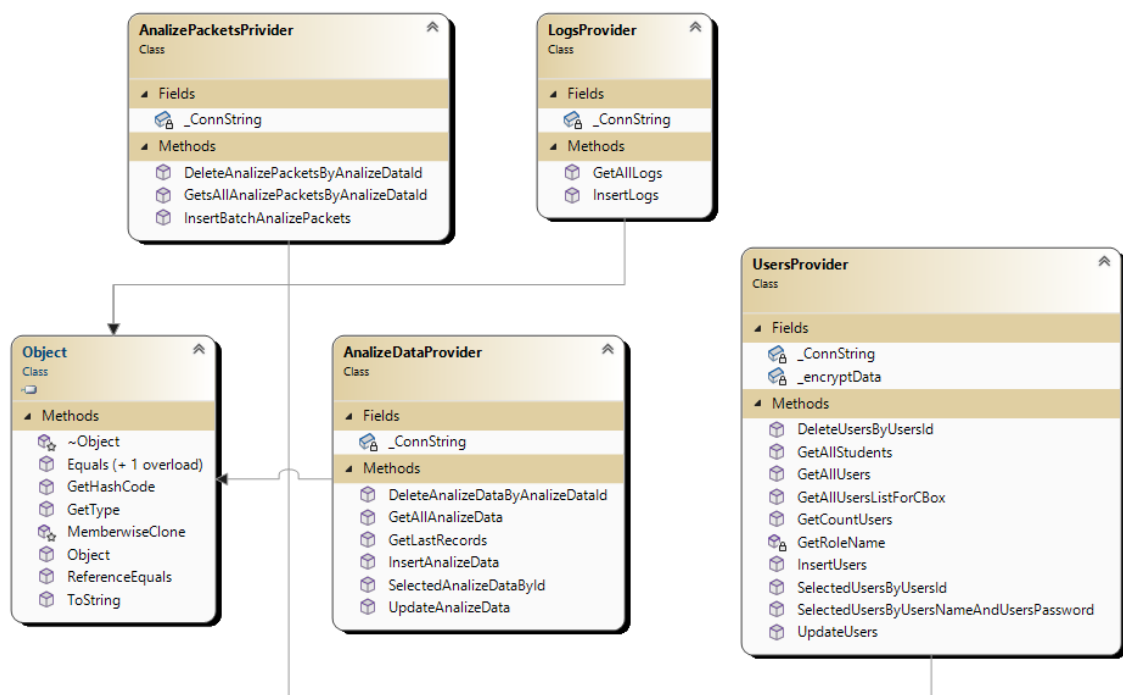 AnalizePacketsPrivider
Class
Fields
_ConnString
Methods
DeleteAnalizePacketsByAnalizeDataId
GetsAllAnalizePacketsByAnalizeDataId
InsertBatchAnalizePackets
LogsProvider
Class
Fields
_ConnString
Methods
GetAllLogs
InsertLogs
Object
Class
Methods
~Object
Equals (+ 1 overload)
GetHashCode
GetType
MemberwiseClone
Object
ReferenceEquals
ToString
AnalizeDataProvider
Class
Fields
_ConnString
Methods
DeleteAnalizeDataByAnalizeDataId
GetAllAnalizeData
GetLastRecords
InsertAnalizeData
SelectedAnalizeDataById
UpdateAnalizeData
UsersProvider
Class
Fields
_ConnString
_encryptData
Methods
DeleteUsersByUsersId
GetAllStudents
GetAllUsers
GetAllUsersListForCBox
GetCountUsers
GetRoleName
InsertUsers
SelectedUsersByUsersId
SelectedUsersByUsersNameAndUsersPassword
UpdateUsers